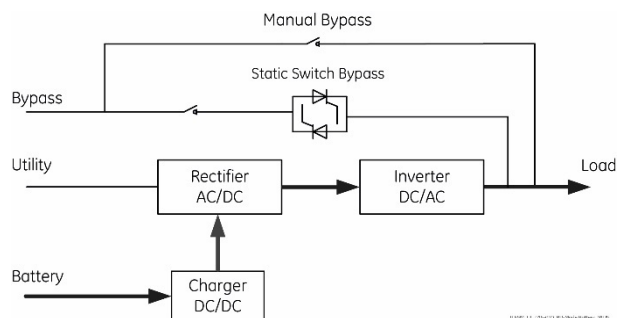 Manual Bypass
Static Switch Bypass
Bypass
Utility
Rectifier
AC/DC
Inverter
DC/AC
Load
Battery
Charger
DC/DC